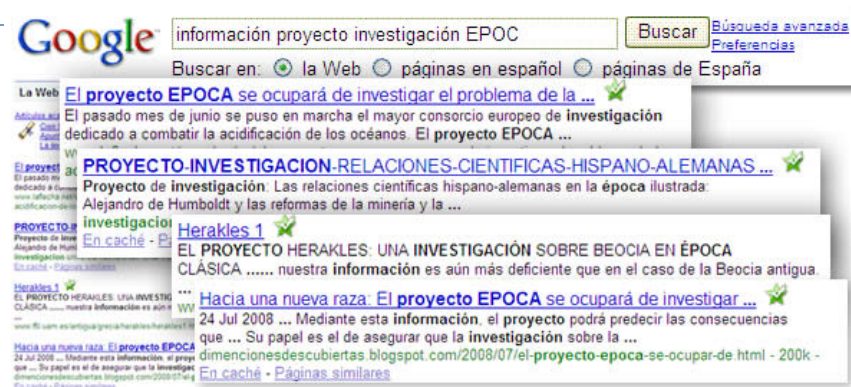 Google
información proyecto investigación EPOC
Buscar
Búsqueda avanzada
Preferencias
Buscar en: la Web páginas en español páginas de España
La Web
El proyecto EPOCA se ocupará de investigar el problema de la ...
El pasado mes de junio se puso en marcha el mayor consorcio europeo de investigación
dedicado a combatir la acidificación de los océanos. El proyecto EPOCA ...
PROYECTO-INVESTIGACION-RELACIONES-CIENTIFICAS-HISPANO-ALEMANAS ...
Proyecto de investigación: Las relaciones científicas hispano-alemanas en la época ilustrada:
Alejandro de Humboldt y las reformas de la minería y la ...
investigacion
En caché - P
Herakles 1
EL PROYECTO HERAKLES: UNA INVESTIGACIÓN SOBRE BEOCIA EN ÉPOCA
CLÁSICA ...... nuestra información es aún más deficiente que en el caso de la Beocia antigua.
...
Hacia una nueva raza: El proyecto EPOCA se ocupará de investigar ...
24 Jul 2008 ... Mediante esta información, el proyecto podrá predecir las consecuencias
que ... Su papel es el de asegurar que la investigación sobre la ...
dimencionesdescubiertas.blogspot.com/2008/07/el-proyecto-epoca-se-ocupar-de.html - 200k -
En caché - Páginas similares